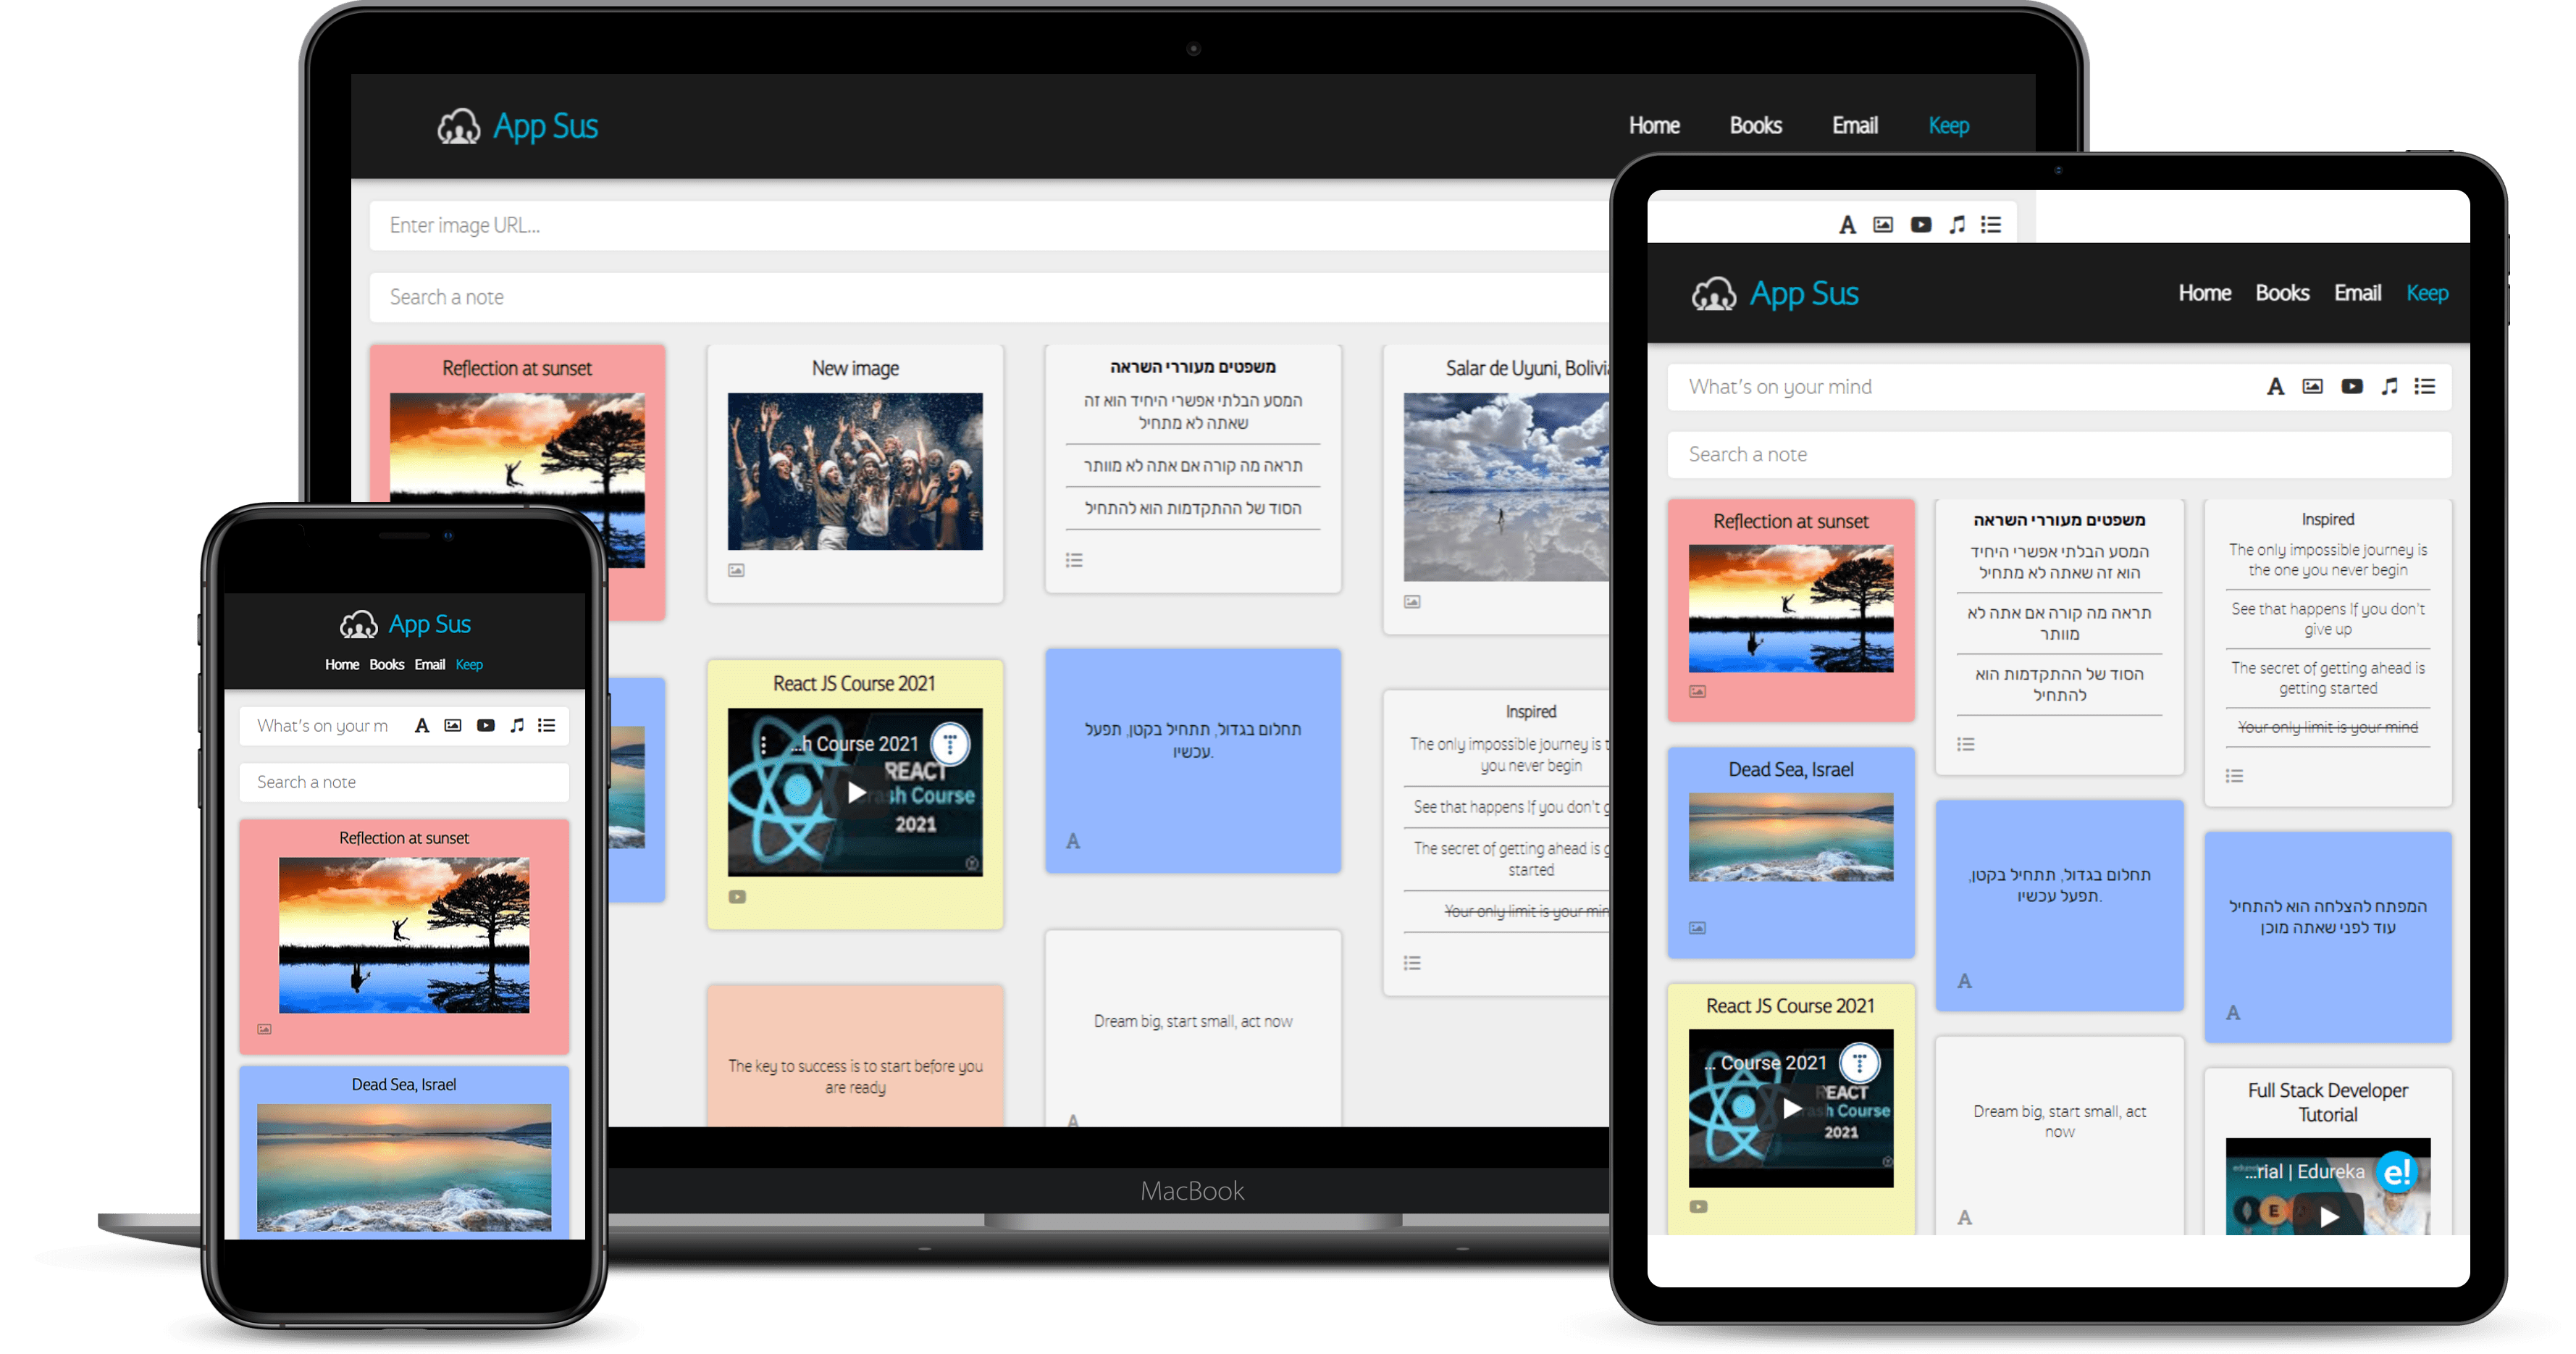 App Sus
Home Books Email Keep
Enter image URL...
Search a note
Reflection at sunset
New image
משפטים מעוררי השראה
המסע הבלתי אפשרי היחיד הוא זה
שאתה לא מתחיל
תראה מה קורה אם אתה לא מוותר
הסוד של ההתקדמות הוא להתחיל
Salar de Uyuni, Bolivia
React JS Course 2021
...h Course 2021
REACT
ash Course
2021
תחלום בגדול, תתחיל בקטן, תפעל
עכשיו.
Inspired
The only impossible journey is
you never begin
See that happens If you don't
The secret of getting ahead is
started
Your only limit is your min
The key to success is to start before you
are ready
Dream big, start small, act now
MacBook
App Sus
Home Books Email Keep
What's on your m
Search a note
Reflection at sunset
Dead Sea, Israel
App Sus
Home Books Email Keep
What's on your mind
Search a note
Reflection at sunset
Dead Sea, Israel
React JS Course 2021
... Course 2021
REACT
rash Course
2021
משפטים מעוררי השראה
המסע הבלתי אפשרי היחיד
הוא זה שאתה לא מתחיל
תראה מה קורה אם אתה לא
מוותר
הסוד של ההתקדמות הוא
להתחיל
תחלום בגדול, תתחיל בקטן,
תפעל עכשיו.
Dream big, start small, act
now
Inspired
The only impossible journey is
the one you never begin
See that happens If you don't
give up
The secret of getting ahead is
getting started
Your only limit is your mind
המפתח להצלחה הוא להתחיל
עוד לפני שאתה מוכן
Full Stack Developer
Tutorial
...rial | Edureka
e!
E